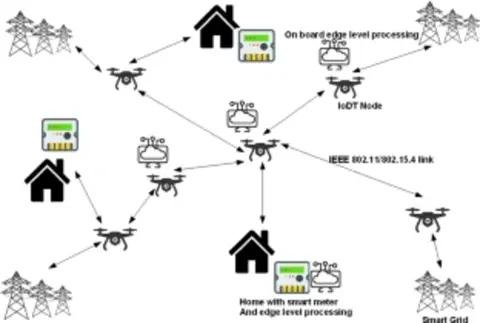 On board edge level processing
IoDT Node
IEEE 802.11/802.15.4 link
Home with smart meter
And edge level processing
Smart Grid